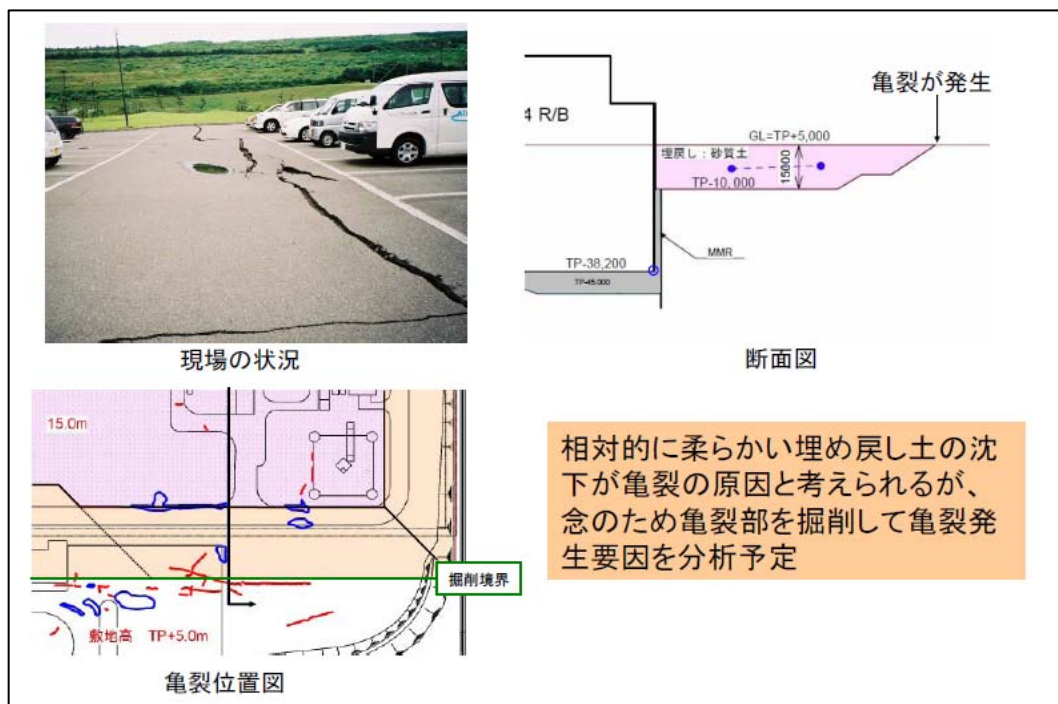 現場の状況
4 R/B
亀裂が発生
GL=TP+5,000
埋戻し:砂質土
15000
TP-10,000
MMR
TP-38,200
TP-45,000
断面図
15.0m
掘削境界
敷地高 TP+5.0m
亀裂位置図
相対的に柔らかい埋め戻し土の沈
下が亀裂の原因と考えられるが、
念のため亀裂部を掘削して亀裂発
生要因を分析予定